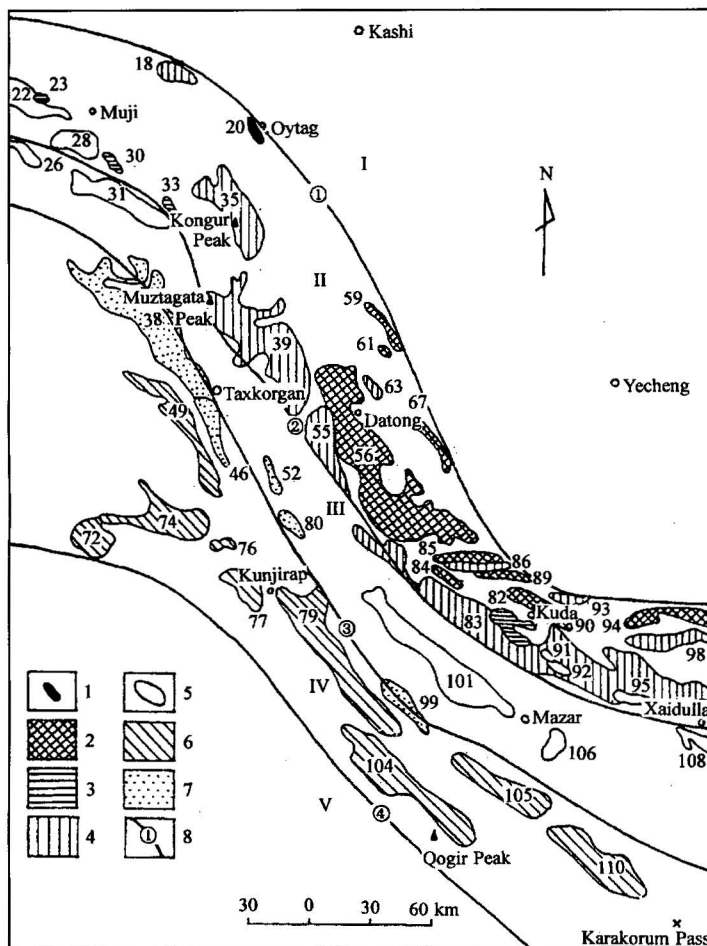 Kashi
18
22
23
Muji
20
Oytag
28
30
26
I
31
33
35
①
N
Kongur
Peak
II
59
Muztagata
38 Peak
39
61
63
Yecheng
Taxkorgan
67
Datong
49
②
55
56
46
52
III
74
80
72
85
86
76
84
89
Kunjirap
82
93
Kuda
90
94
77
79
83
③
91
98
92
101
95
1
5
IV
99
Xaidulla
2
6
Mazar
106
108
3
7
104
V
105
4
①
8
④
Qogir Peak
110
30 0 30 60 km
Karakorum Pass